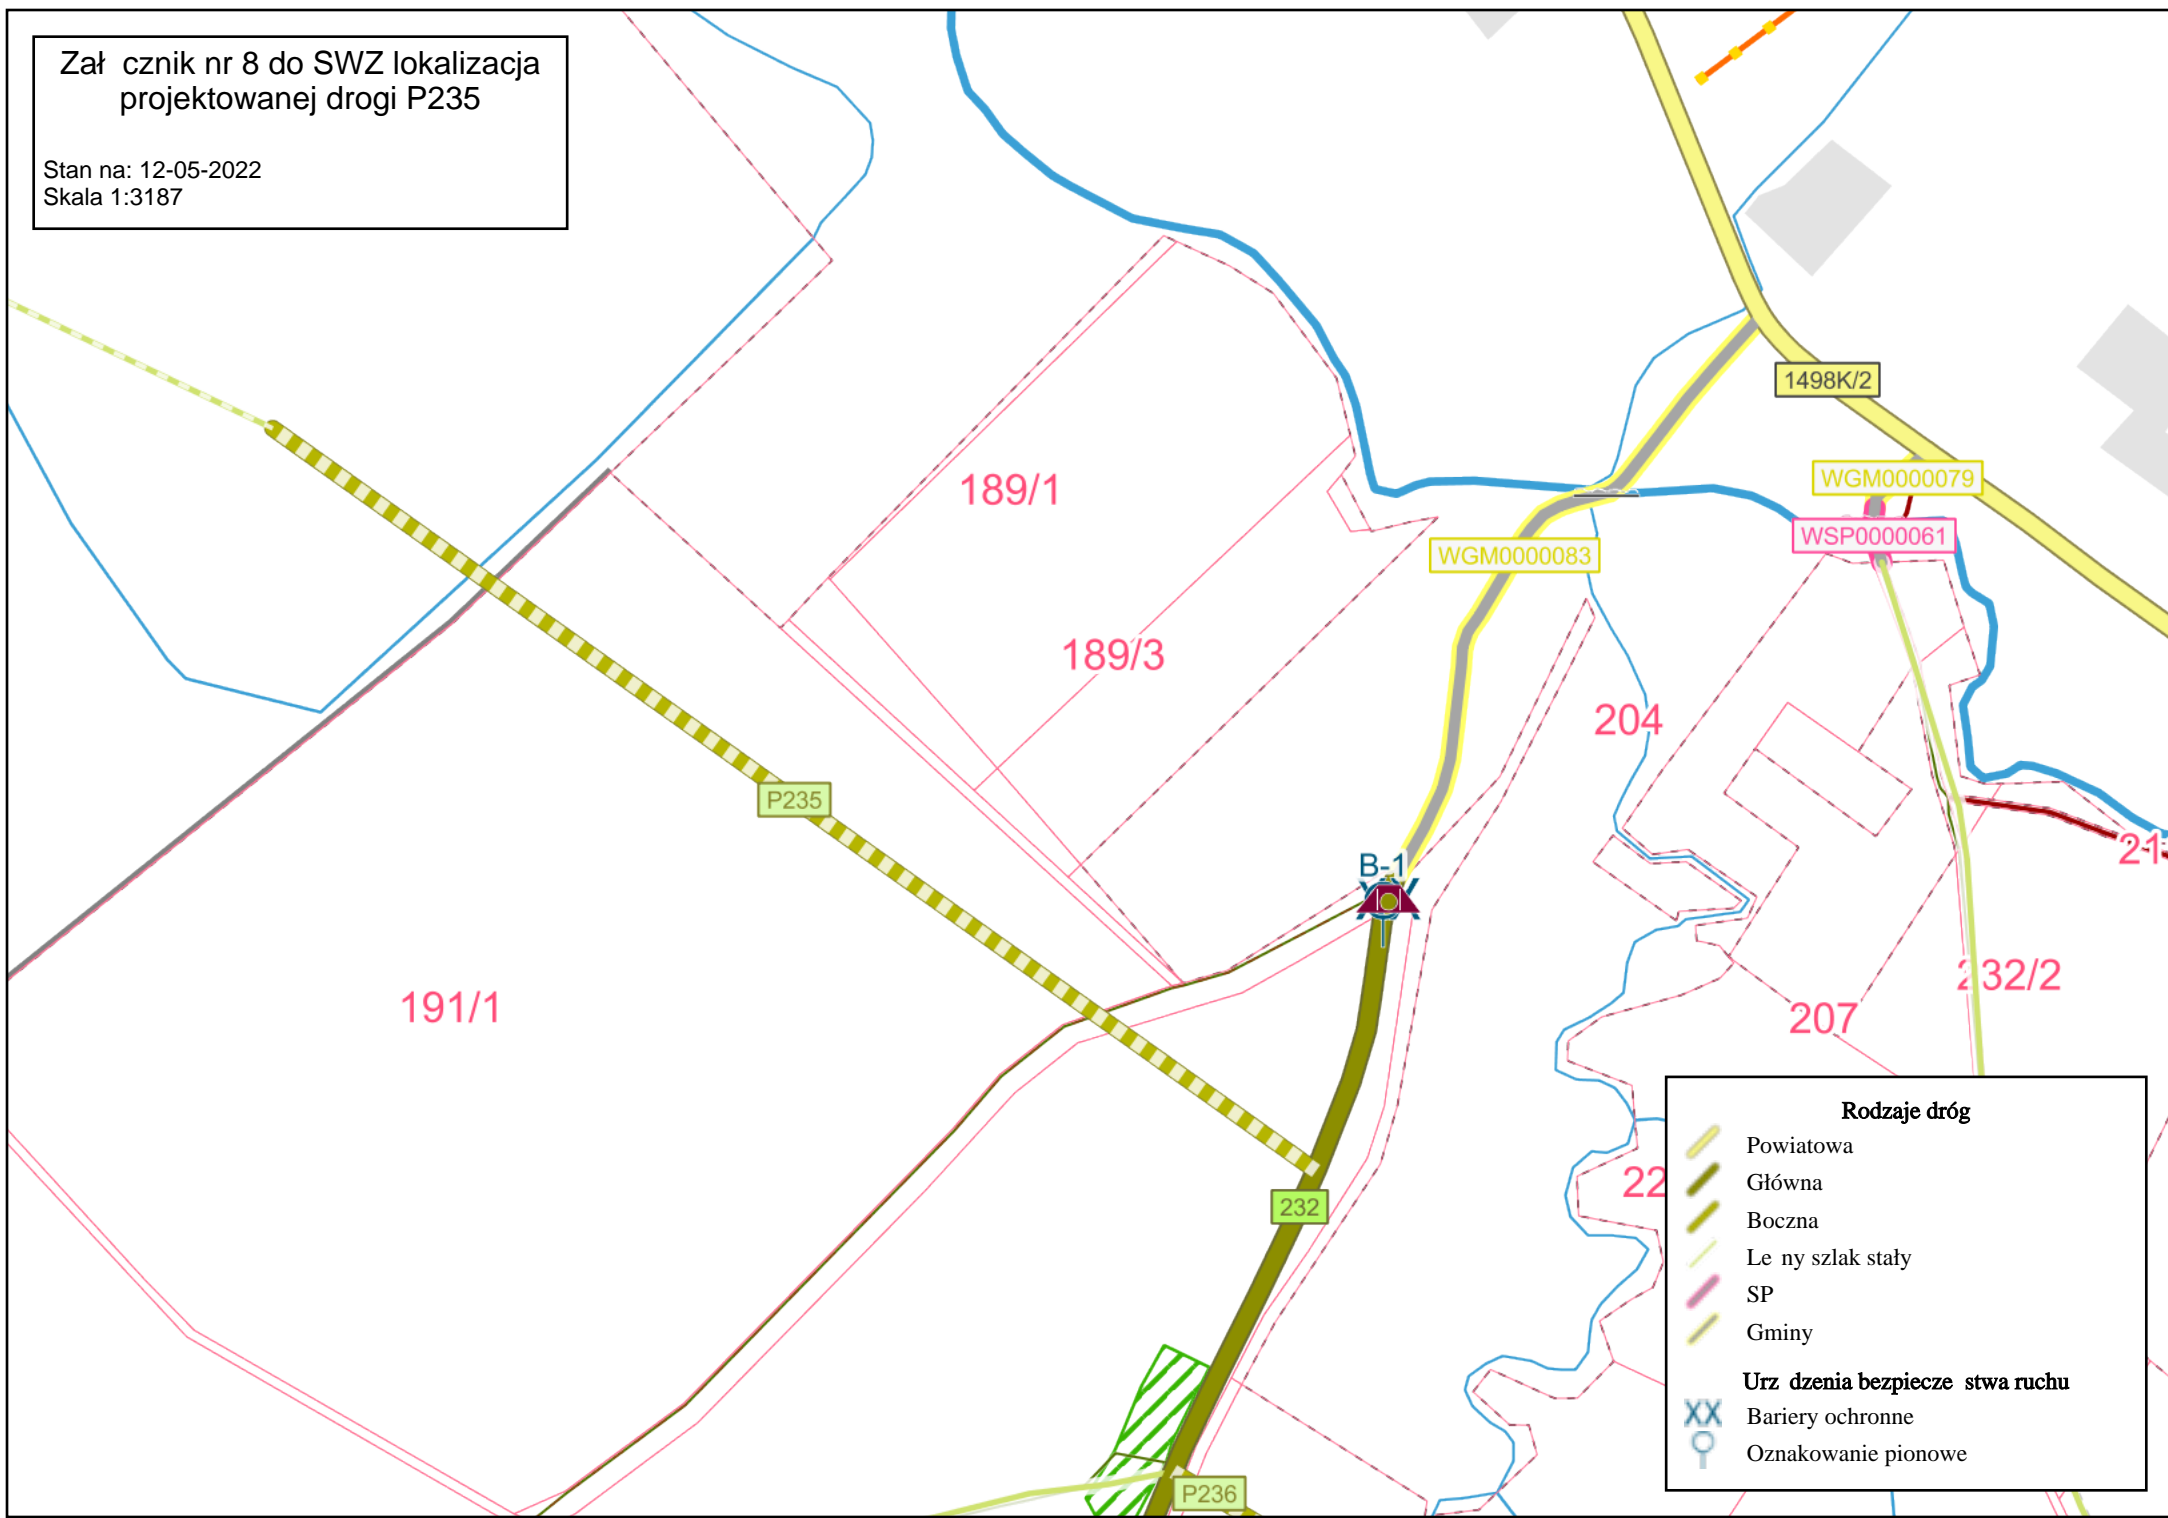 Zał cznik nr 8 do SWZ lokalizacja
projektowanej drogi P235
Stan na: 12-05-2022
Skala 1:3187
1498K/2
WGM0000079
189/1
WSP0000061
WGM0000083
189/3
204
P235
21
B-1
232/2
191/1
207
22
232
P236
Rodzaje dróg
Powiatowa
Główna
Boczna
Le ny szlak stały
SP
Gminy
Urz dzenia bezpiecze stwa ruchu
XX Bariery ochronne
Oznakowanie pionowe